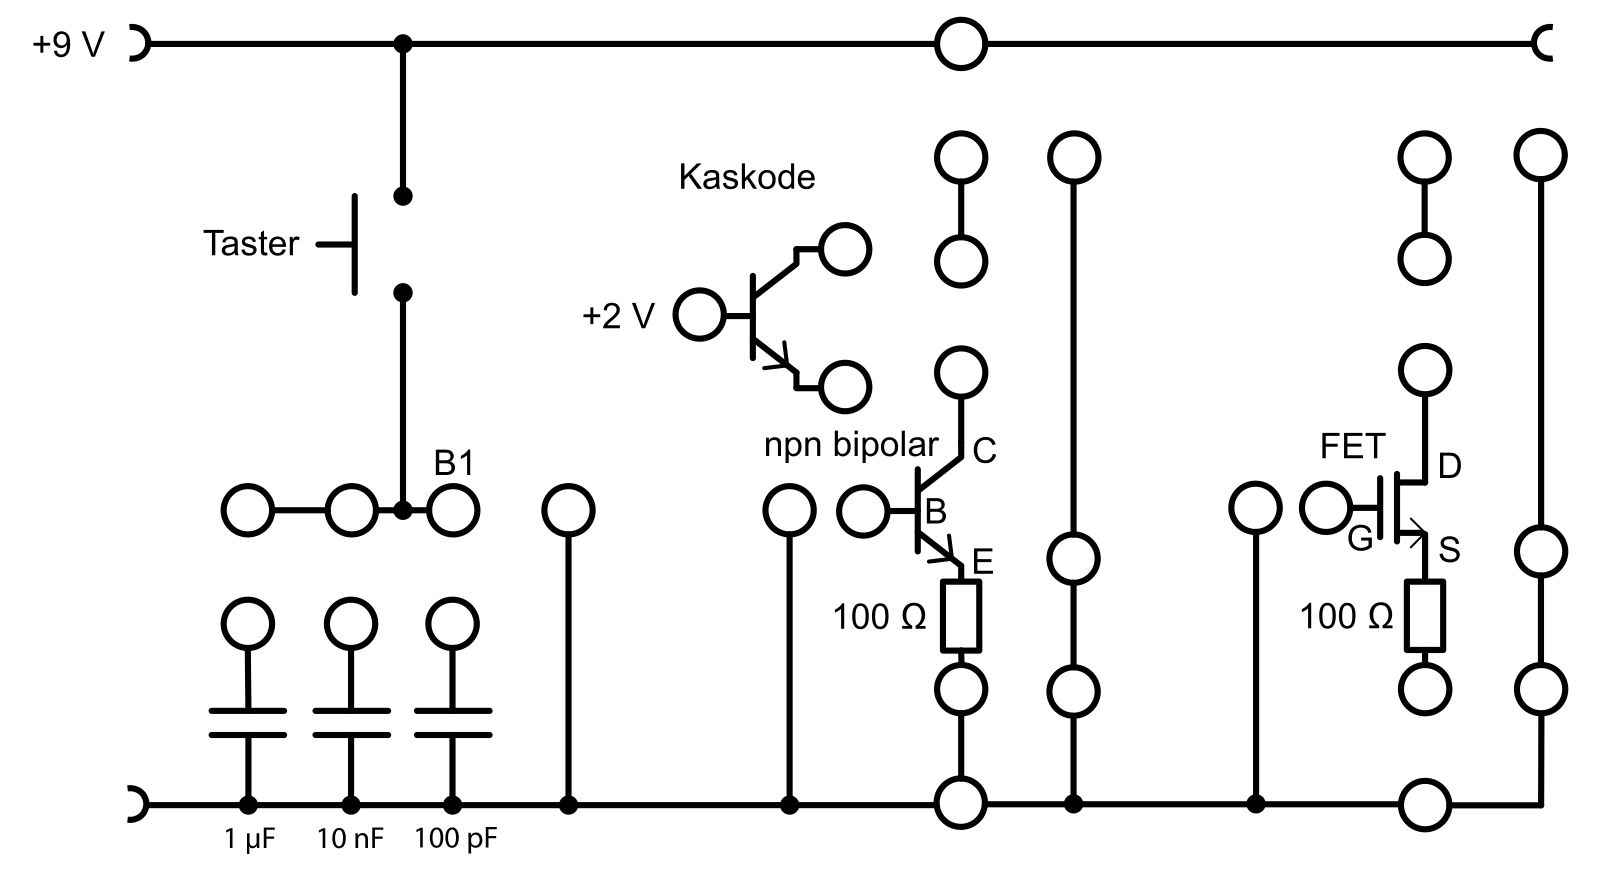 +9 V
Kaskode
Taster
+2 V
npn bipolar
C
FET
D
B1
B
G
E
S
100 Ω
100 Ω
1 µF
10 nF
100 pF